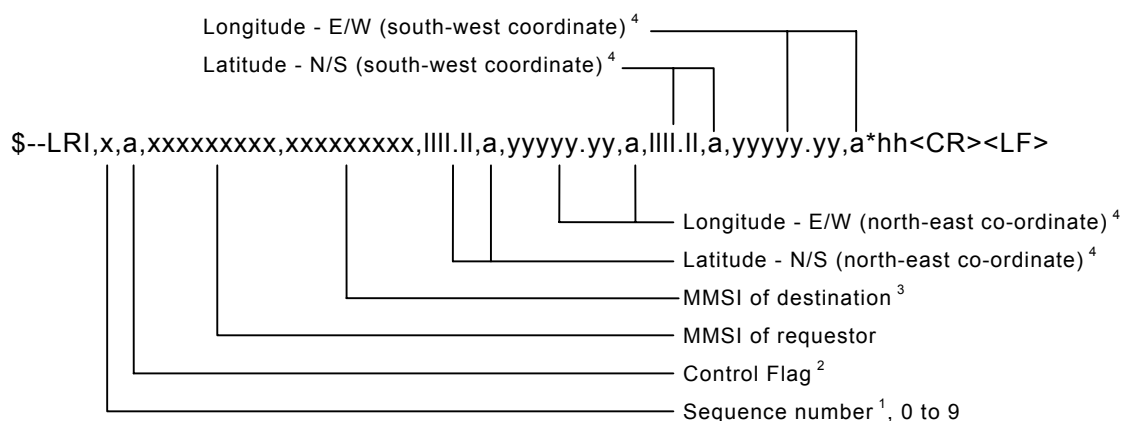 Longitude - E/W (south-west coordinate) 4
Latitude - N/S (south-west coordinate) 4
$--LRI,x,a,xxxxxxxxx,xxxxxxxxx,llll.ll,a,yyyyy.yy,a,llll.ll,a,yyyyy.yy,a*hh<CR><LF>
Longitude - E/W (north-east co-ordinate) 4
Latitude - N/S (north-east co-ordinate) 4
MMSI of destination 3
MMSI of requestor
Control Flag 2
Sequence number 1, 0 to 9